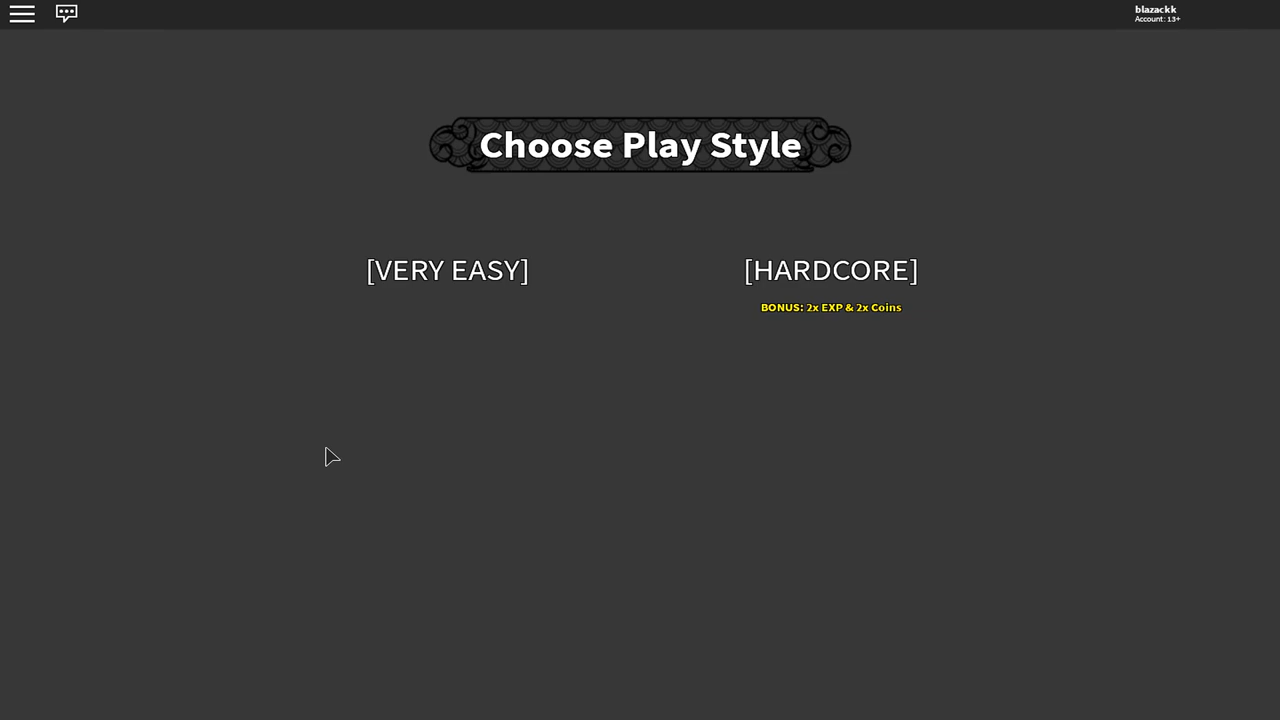 blazackk
Account: 13+
Choose Play Style
[VERY EASY]
[HARDCORE]
BONUS: 2x EXP & 2x Coins